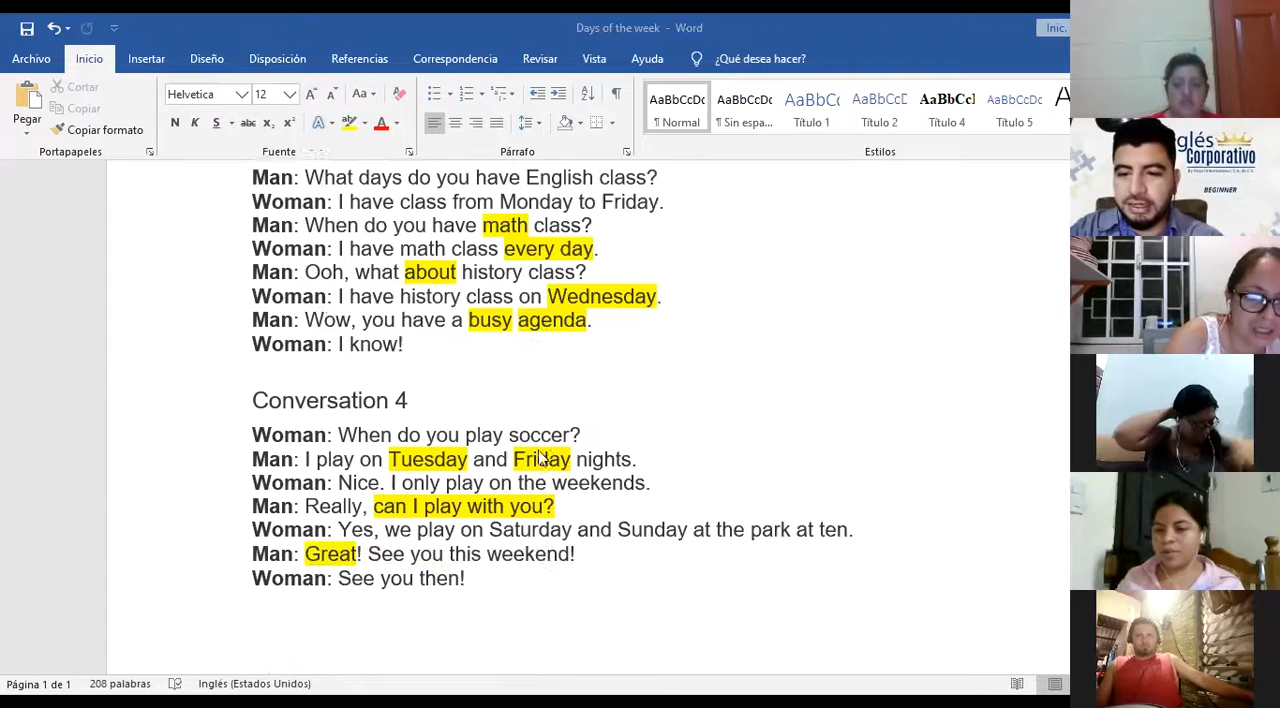 Days of the week - Word
Inic.
Archivo Inicio Insertar Diseño Disposición Referencias Correspondencia Revisar Vista Ayuda ¿Qué desea hacer?
Pegar
Cortar
Copiar
Copiar formato
Portapapeles
Helvetica 12
Aa
N K S abc x₂ x² A A
Fuente
Párrafo
AaBbCcDc AaBbCcDc AaBbC AaBbCcD AaBbCcI AaBbCcDc
¶ Normal ¶ Sin espa... Título 1 Título 2 Título 4 Título 5
Estilos
Man: What days do you have English class?
Woman: I have class from Monday to Friday.
Man: When do you have math class?
Woman: I have math class every day.
Man: Ooh, what about history class?
Woman: I have history class on Wednesday.
Man: Wow, you have a busy agenda.
Woman: I know!
Conversation 4
Woman: When do you play soccer?
Man: I play on Tuesday and Friday nights.
Woman: Nice. I only play on the weekends.
Man: Really, can I play with you?
Woman: Yes, we play on Saturday and Sunday at the park at ten.
Man: Great! See you this weekend!
Woman: See you then!
Página 1 de 1 208 palabras Inglés (Estados Unidos)
glés
Corporativo
BEGINNER